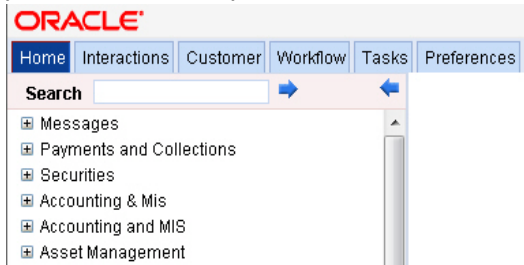 ORACLE
Home Interactions Customer Workflow Tasks Preferences
Search
Messages
Payments and Collections
Securities
Accounting & Mis
Accounting and MIS
Asset Management